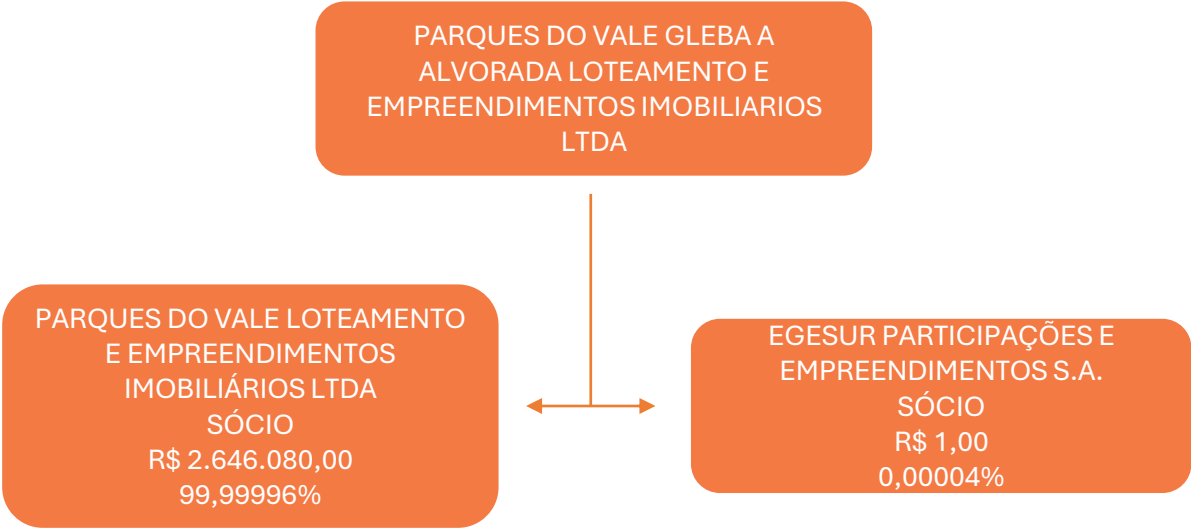 PARQUES DO VALE GLEBA A
ALVORADA LOTEAMENTO E
EMPREENDIMENTOS IMOBILIARIOS
LTDA
PARQUES DO VALE LOTEAMENTO
E EMPREENDIMENTOS
IMOBILIÁRIOS LTDA
SÓCIO
R$ 2.646.080,00
99,99996%
EGESUR PARTICIPAÇÕES E
EMPREENDIMENTOS S.A.
SÓCIO
R$ 1,00
0,00004%